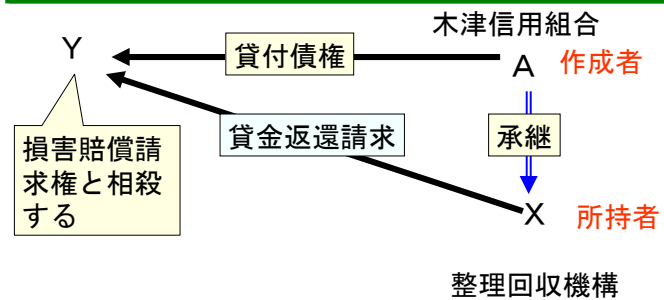 木津信用組合
Y
貸付債権
A
作成者
損害賠償請
求権と相殺
する
貸金返還請求
承継
X
所持者
整理回収機構